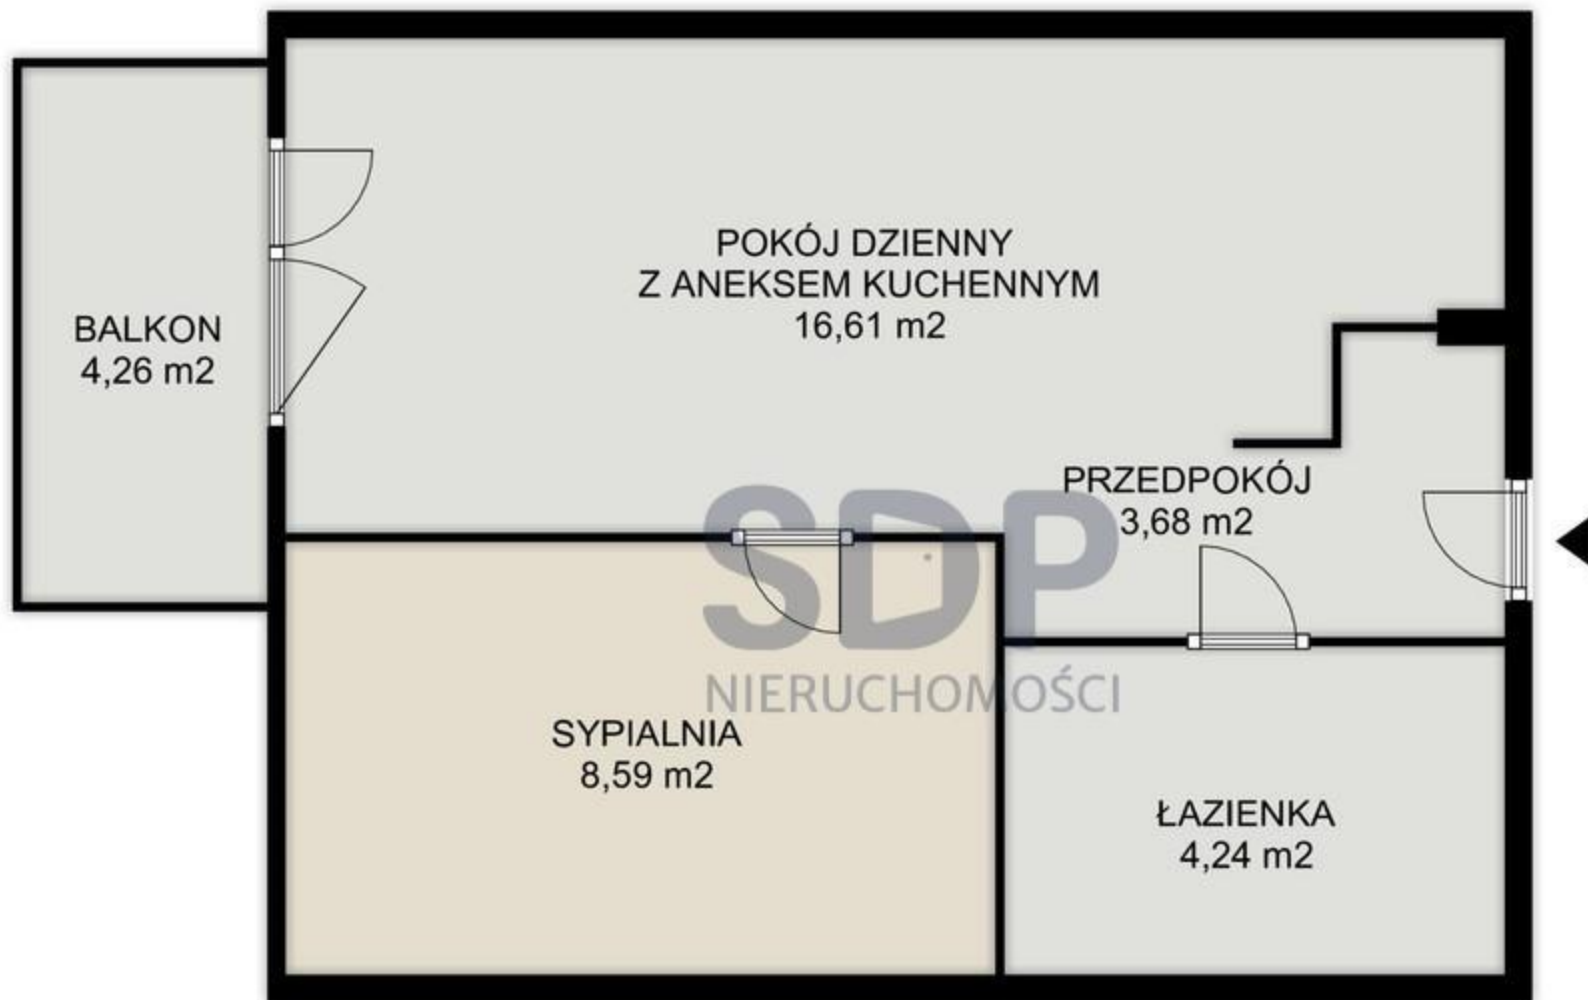 POKÓJ DZIENNY
Z ANEKSEM KUCHENNYM
16,61 m2
BALKON
4,26 m2
PRZEDPOKÓJ
3,68 m2
SDP
NIERUCHOMOŚCI
SYPIALNIA
8,59 m2
ŁAZIENKA
4,24 m2